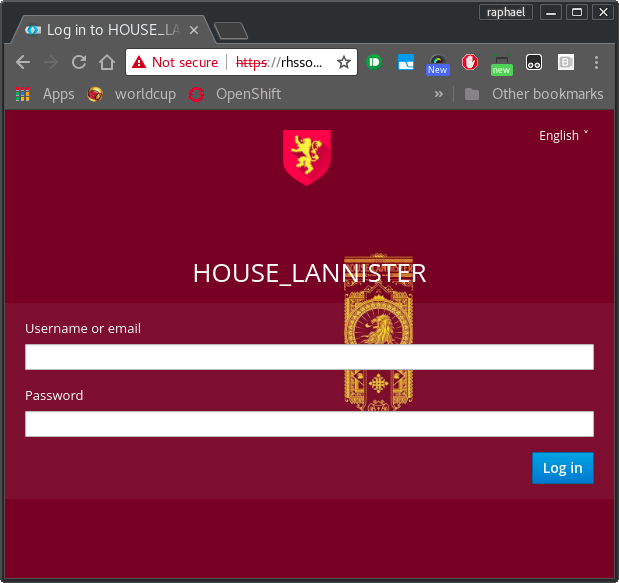 raphael
Log in to HOUSE_LA
Not secure https://rhsso...
New
new
B
Apps worldcup OpenShift » Other bookmarks
English ˅
HOUSE_LANNISTER
Username or email
Password
Log in